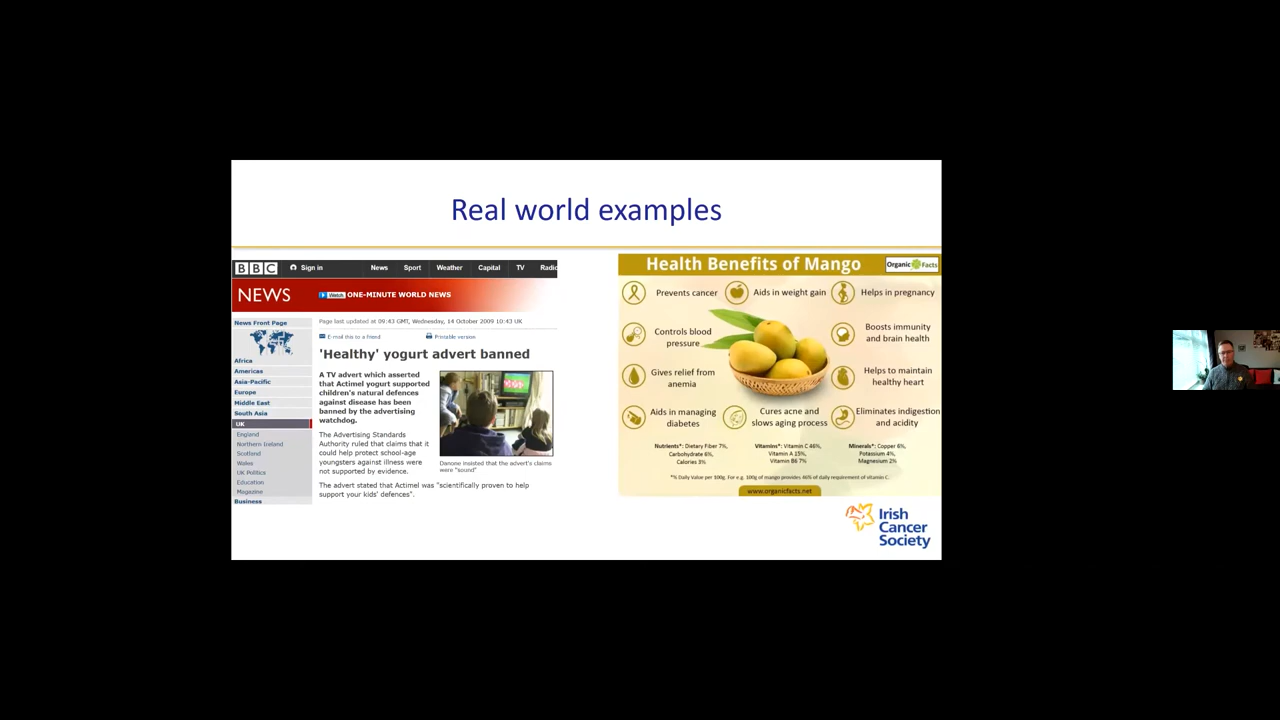 Real world examples
BBC Sign in News Sport Weather Capital TV Radio
NEWS Watch ONE-MINUTE WORLD NEWS
News Front Page
Africa
Americas
Asia-Pacific
Europe
Middle East
South Asia
UK
England
Northern Ireland
Scotland
Wales
UK Politics
Education
Magazine
Business
Page last updated at 09:43 GMT, Wednesday, 14 October 2009 10:43 UK
E-mail this to a friend Printable version
'Healthy' yogurt advert banned
A TV advert which asserted
that Actimel yogurt supported
children's natural defences
against disease has been
banned by the advertising
watchdog.
The Advertising Standards
Authority ruled that claims that it
could help protect school-age
youngsters against illness were
not supported by evidence.
The advert stated that Actimel was "scientifically proven to help
support your kids' defences".
Danone insisted that the advert's claims
were "sound"
Health Benefits of Mango
Organic Facts
Prevents cancer
Aids in weight gain
Helps in pregnancy
Controls blood
pressure
Boosts immunity
and brain health
Gives relief from
anemia
Helps to maintain
healthy heart
Aids in managing
diabetes
Cures acne and
slows aging process
Eliminates indigestion
and acidity
Nutrients*: Dietary Fiber 7%,
Carbohydrate 6%,
Calories 3%
Vitamins*: Vitamin C 46%,
Vitamin A 15%,
Vitamin B6 7%
Minerals*: Copper 6%,
Potassium 4%,
Magnesium 2%
*% Daily Value per 100g. For e.g. 100g of mango provides 46% of daily requirement of vitamin C.
www.organicfacts.net
Irish
Cancer
Society